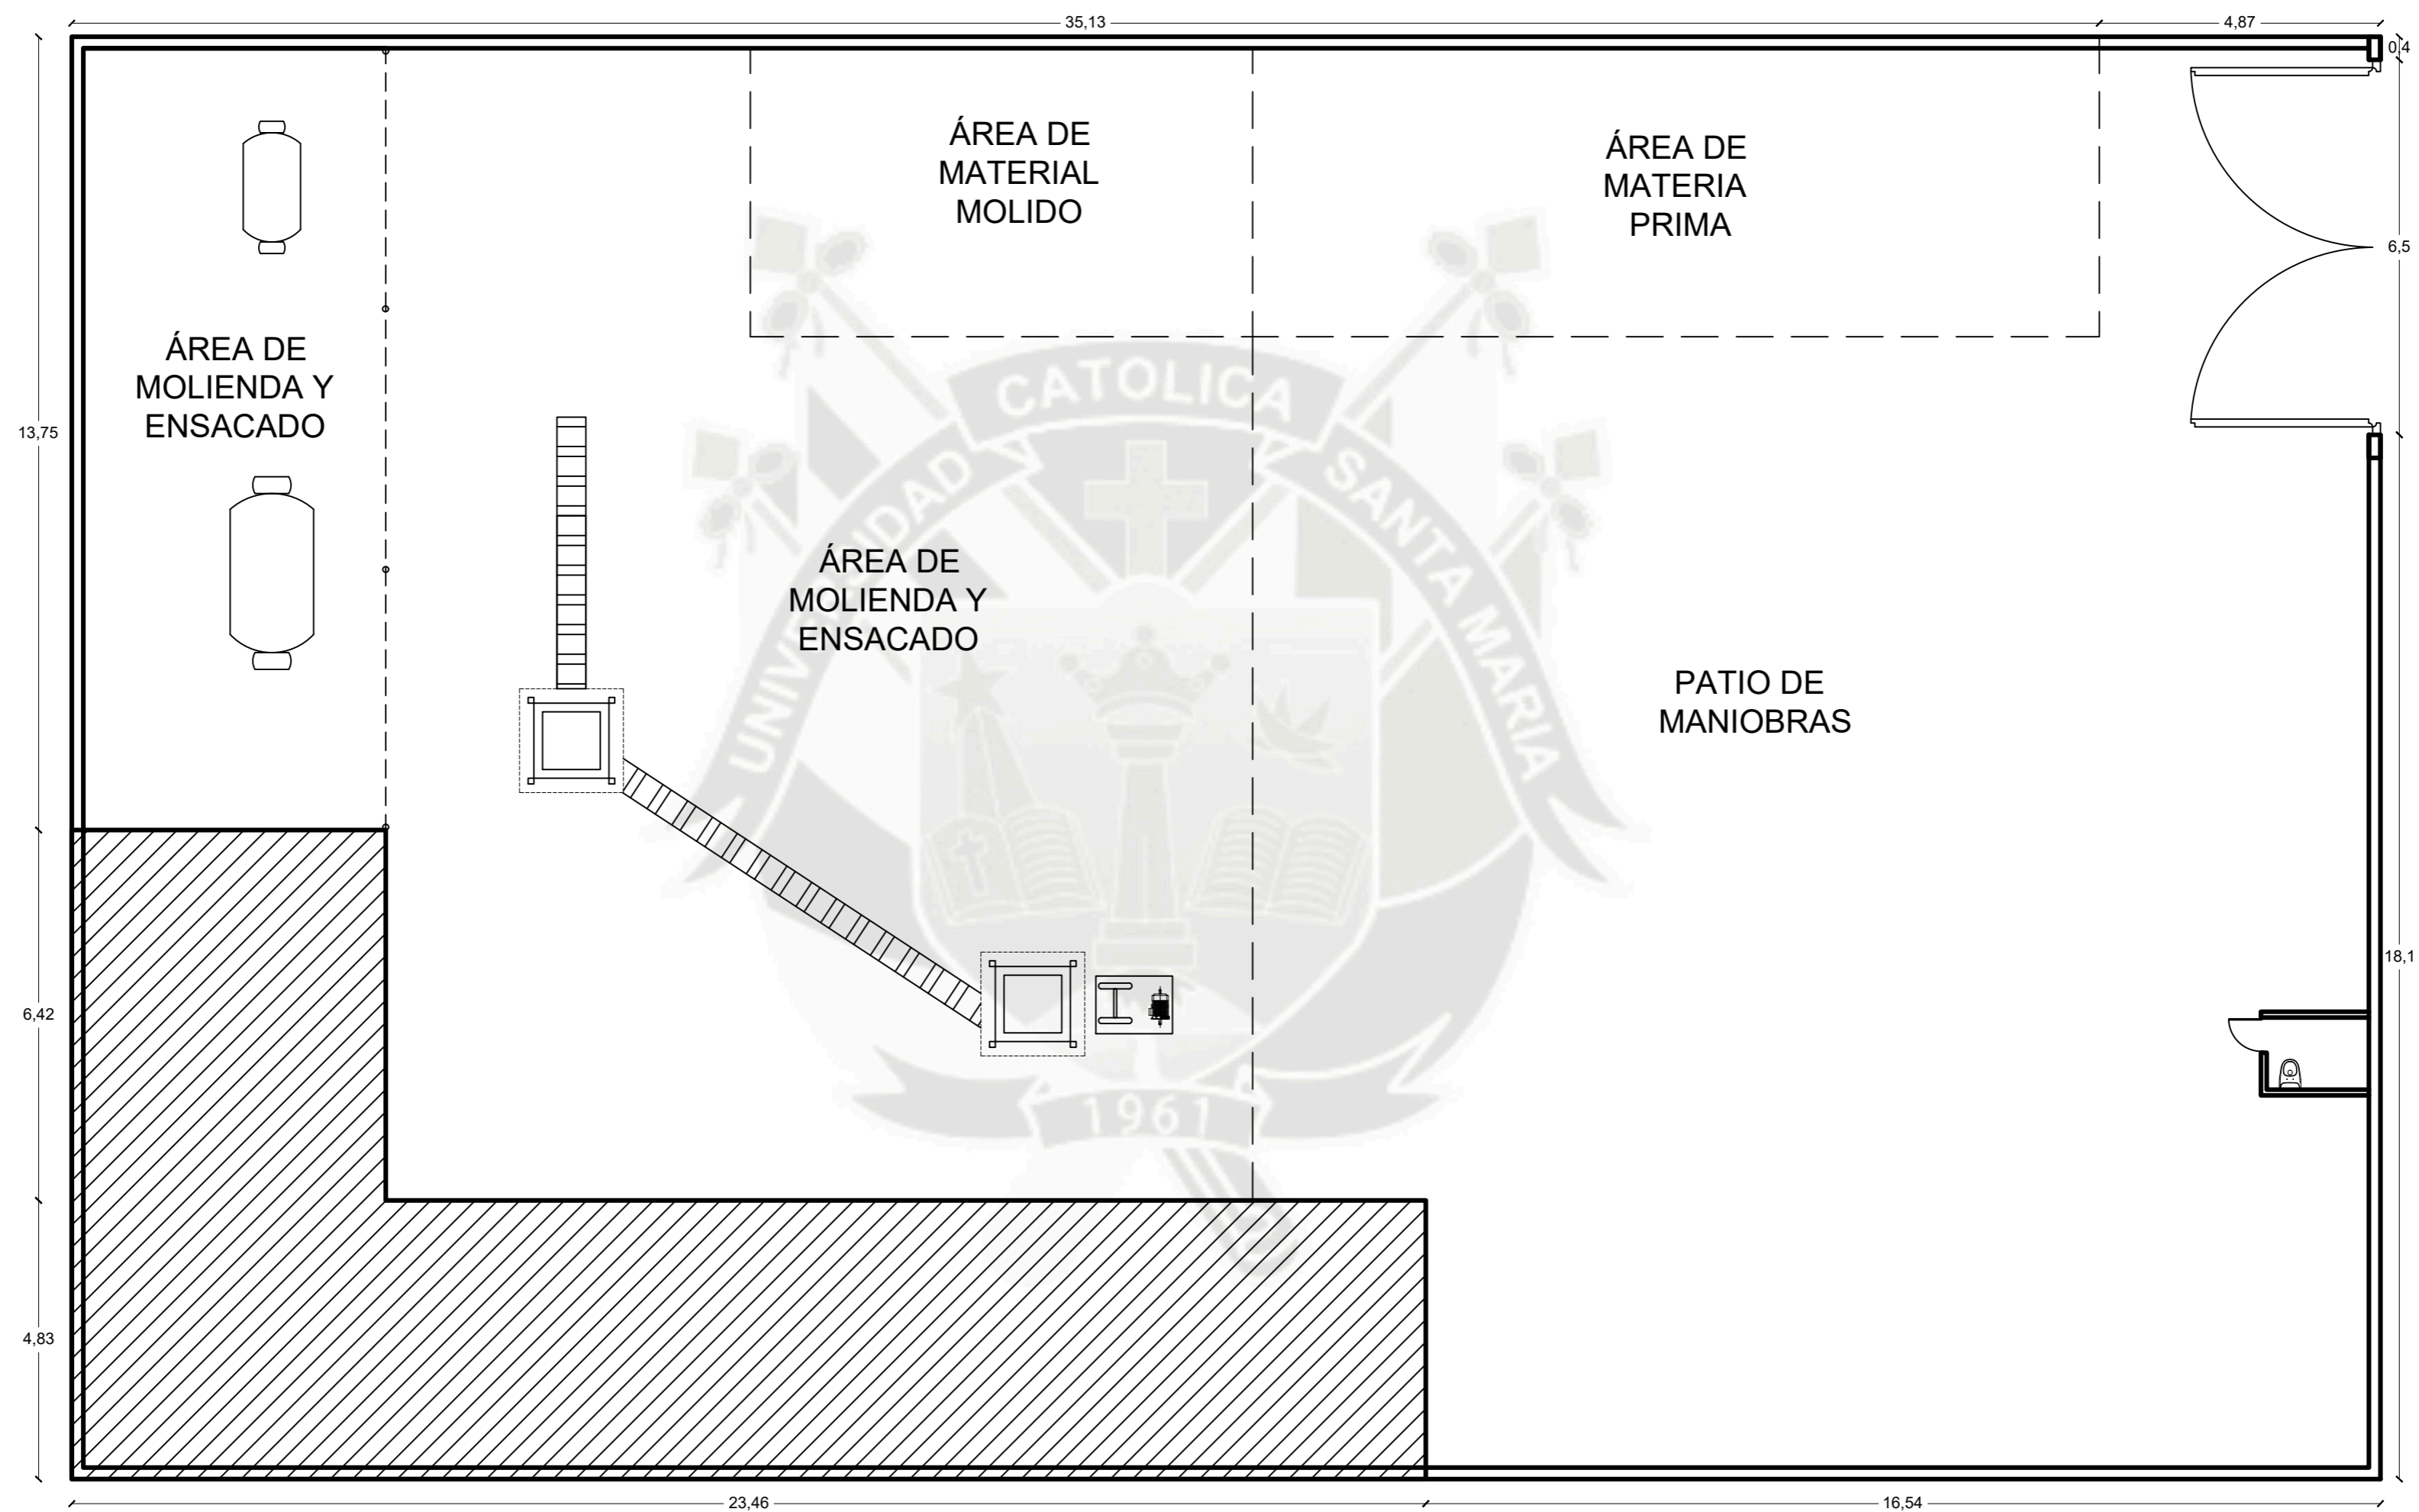 35,13
4,87
0,4
ÁREA DE
MATERIAL
MOLIDO
ÁREA DE
MATERIA
PRIMA
6,5
ÁREA DE
MOLIENDA Y
ENSACADO
13,75
CATOLICA
UNIVERSIDAD
SANTA MARIA
ÁREA DE
MOLIENDA Y
ENSACADO
PATIO DE
MANIOBRAS
18,1
6,42
1961
4,83
23,46
16,54